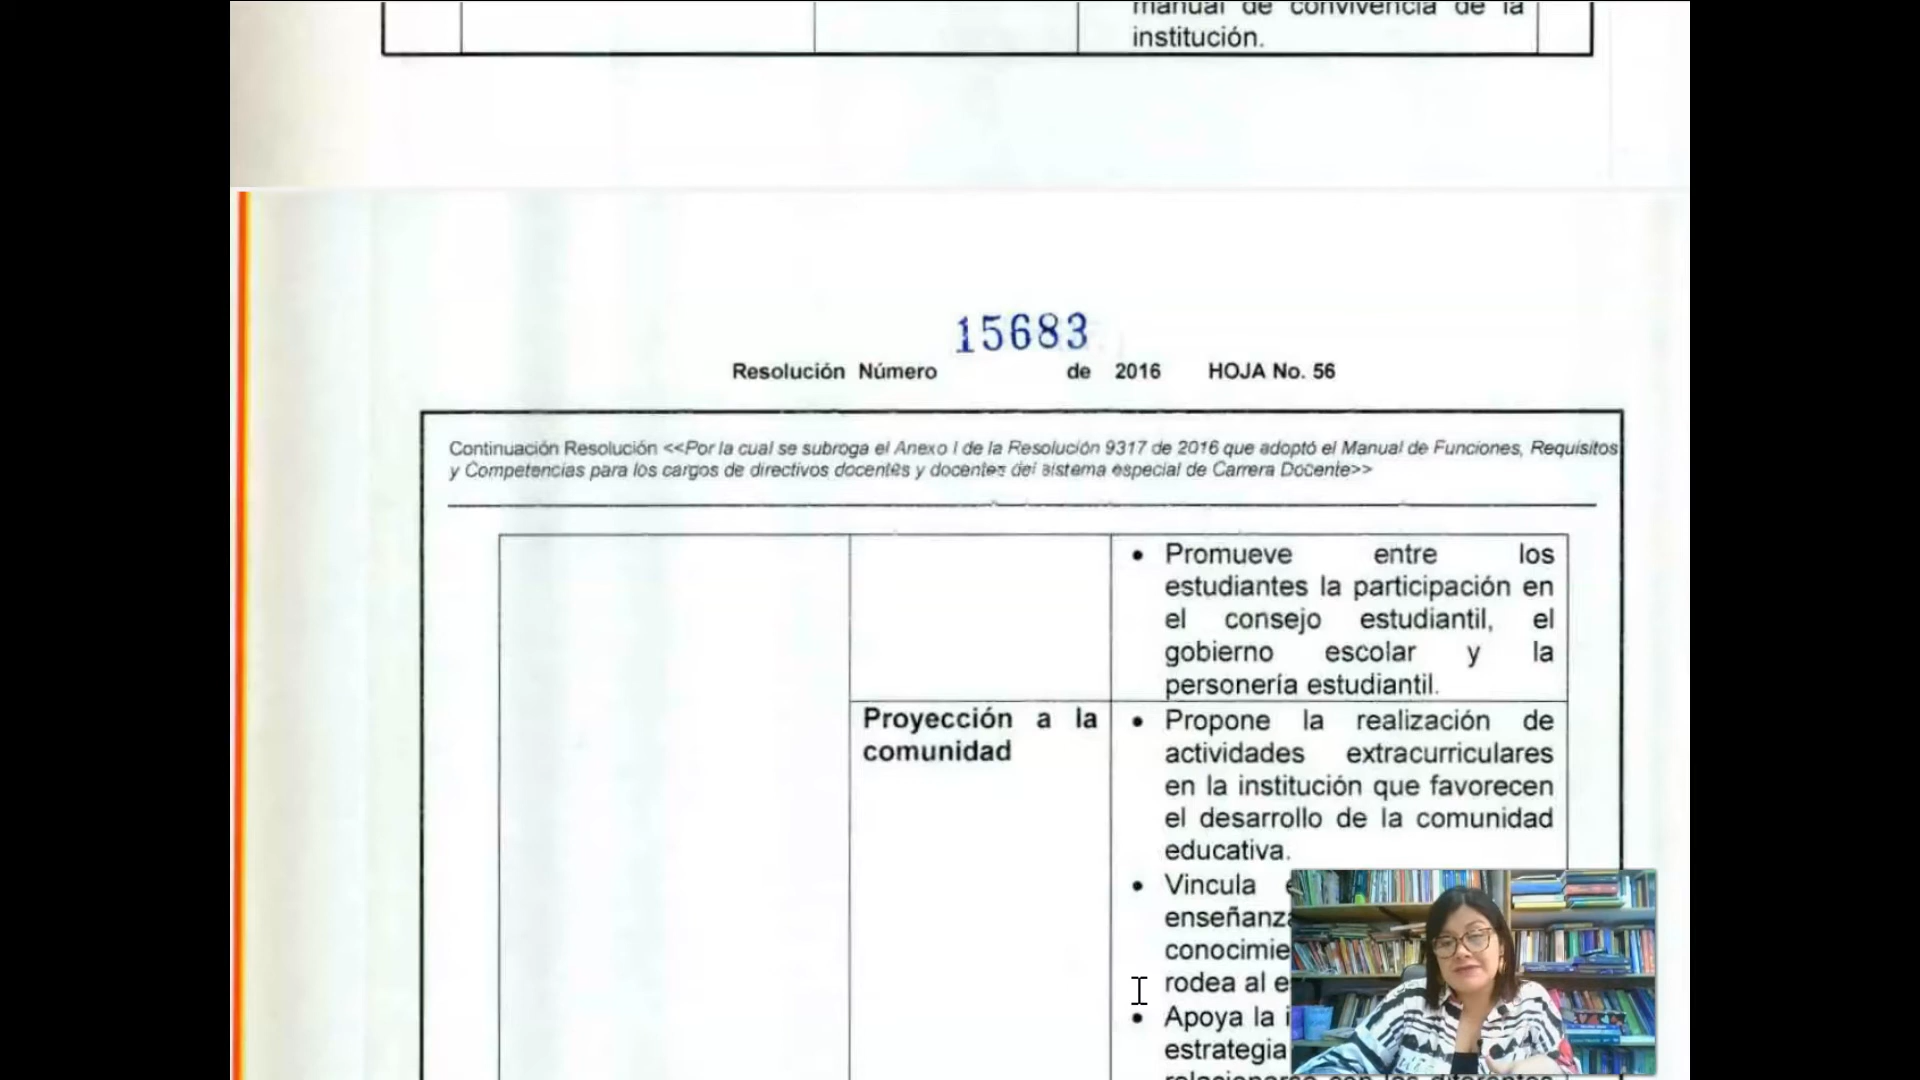 manual de convivencia de la
institución.
15683
Resolución Número de 2016 HOJA No. 56
Continuación Resolución <<Por la cual se subroga el Anexo I de la Resolución 9317 de 2016 que adoptó el Manual de Funciones, Requisitos
y Competencias para los cargos de directivos docentes y docentes del sistema especial de Carrera Docente>>
• Promueve entre los
estudiantes la participación en
el consejo estudiantil, el
gobierno escolar y la
personería estudiantil.
Proyección a la
comunidad
• Propone la realización de
actividades extracurriculares
en la institución que favorecen
el desarrollo de la comunidad
educativa.
• Vincula
enseñanza
conocimie
rodea al e
• Apoya la i
estrategia